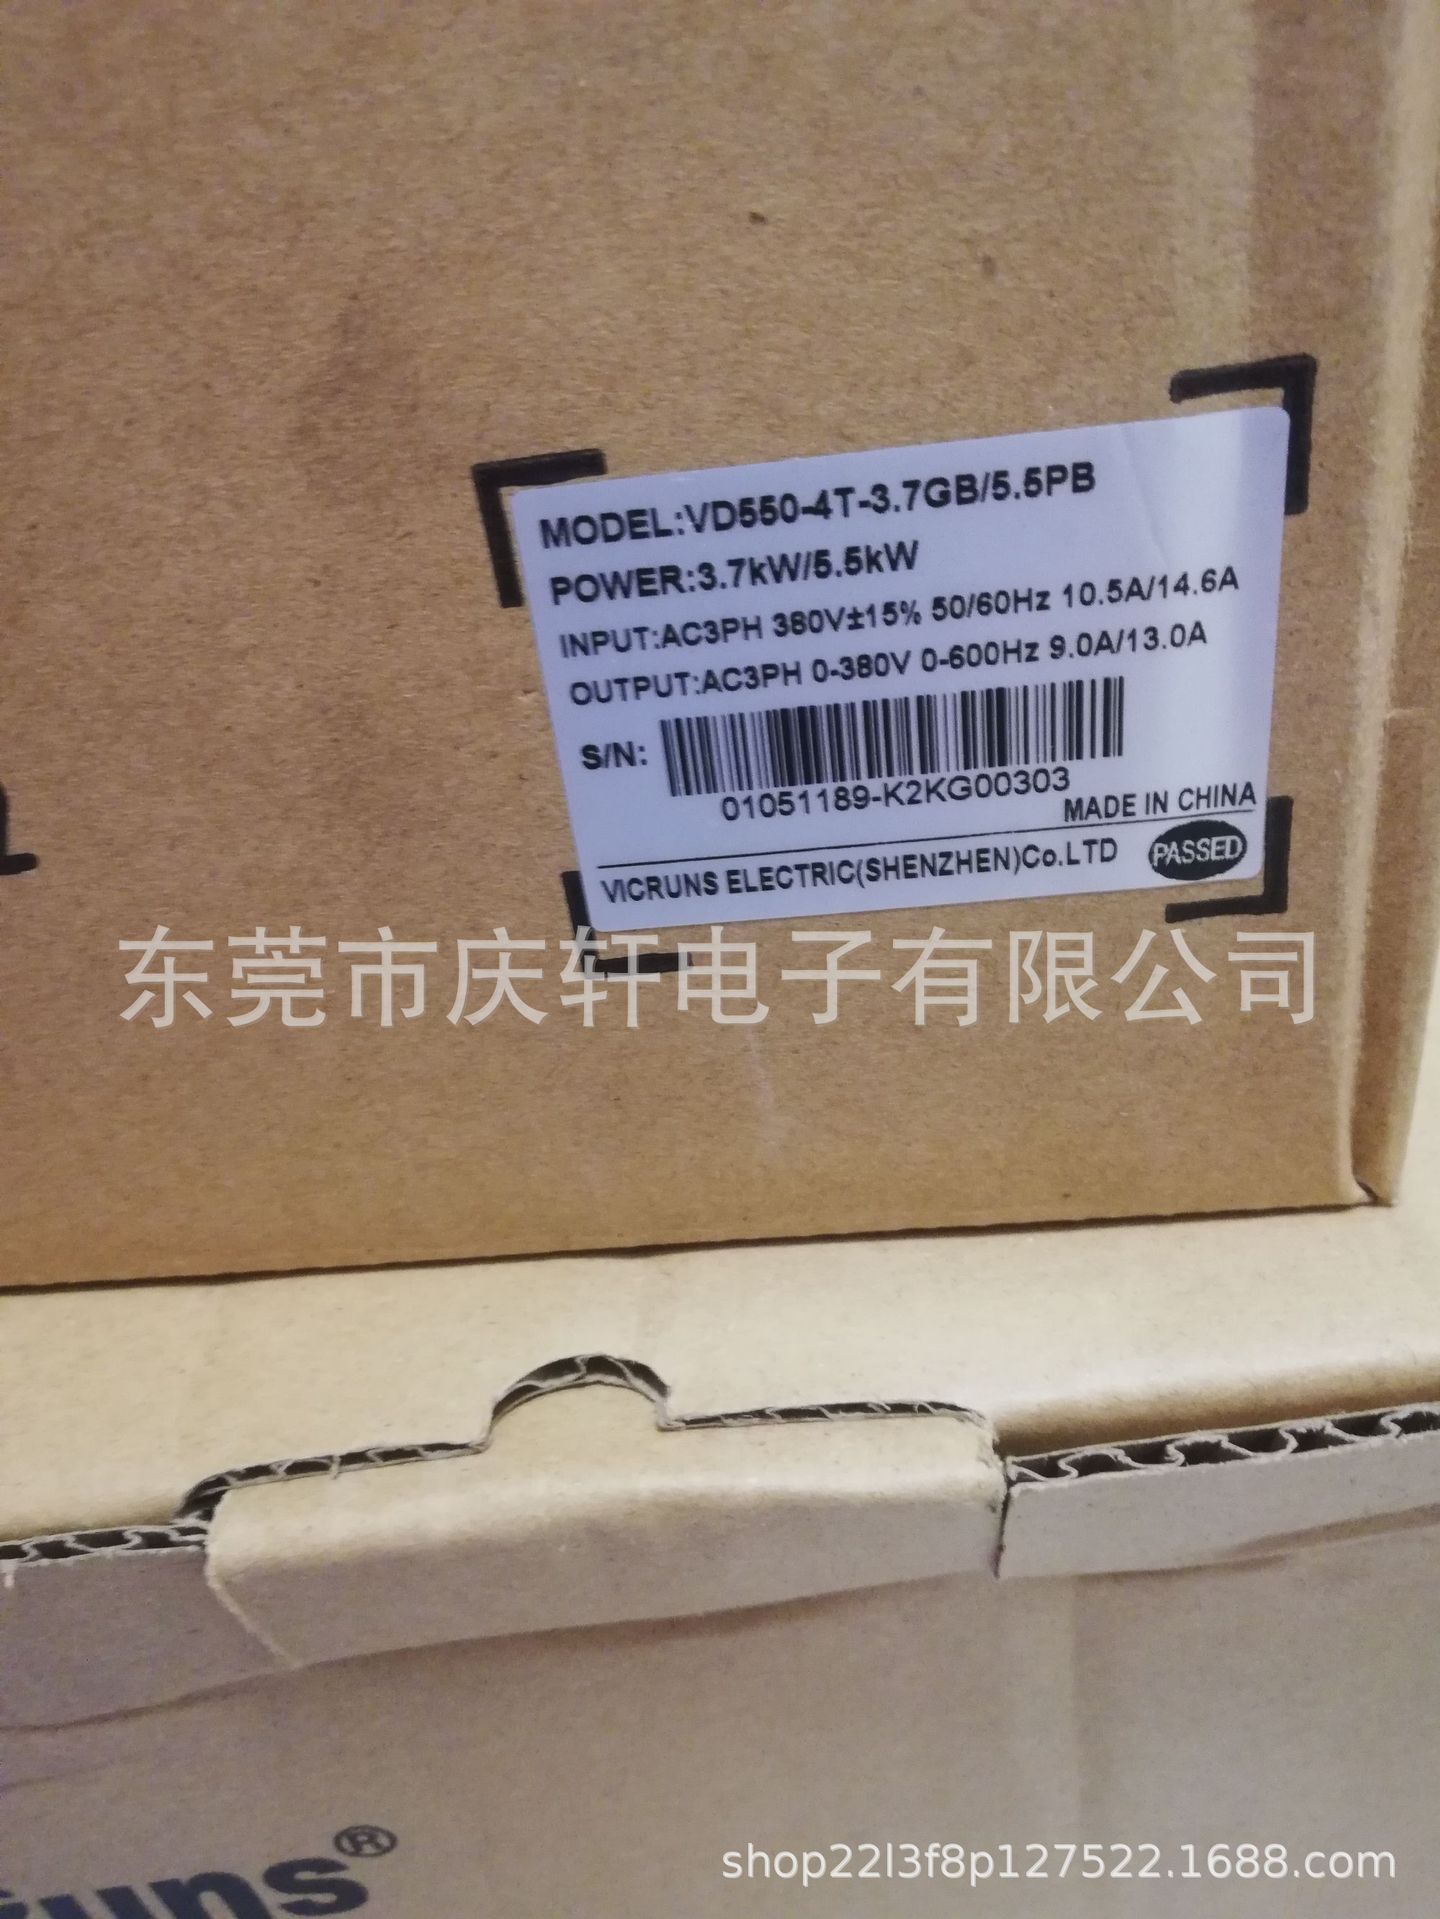 MODEL:VD550-4T-3.7GB/5.5PB
POWER:3.7kW/5.5kW
INPUT:AC3PH 380V±15% 50/60Hz 10.5A/14.6A
OUTPUT:AC3PH 0-380V 0-600Hz 9.0A/13.0A
S/N:
01051189-K2KG00303
MADE IN CHINA
VICRUNS ELECTRIC(SHENZHEN)Co.LTD PASSED
东莞市庆轩电子有限公司
runs®
shop22l3f8p127522.1688.com